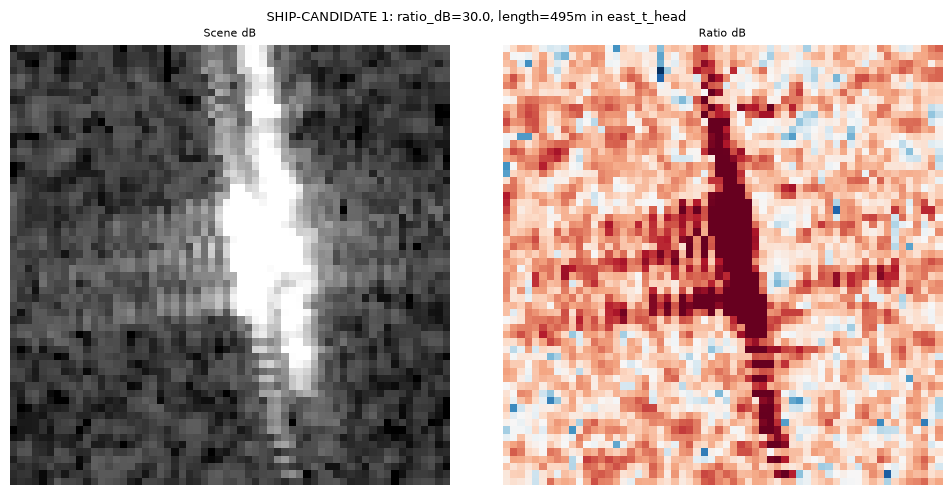 SHIP-CANDIDATE 1: ratio_dB=30.0, length=495m in east_t_head
Scene dB
Ratio dB